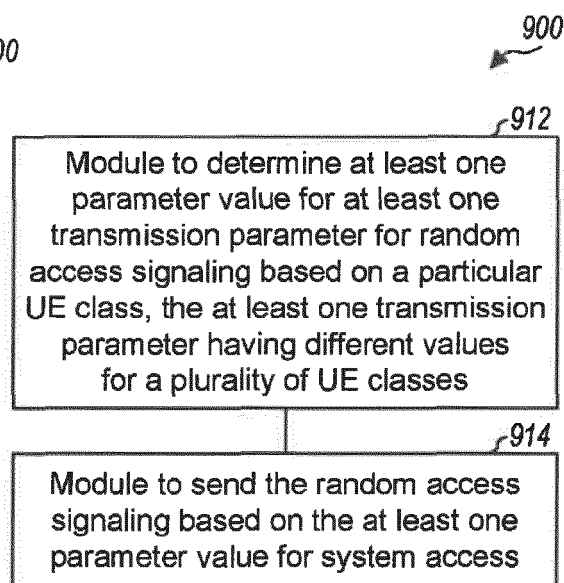 900
912
Module to determine at least one
parameter value for at least one
transmission parameter for random
access signaling based on a particular
UE class, the at least one transmission
parameter having different values
for a plurality of UE classes
914
Module to send the random access
signaling based on the at least one
parameter value for system access